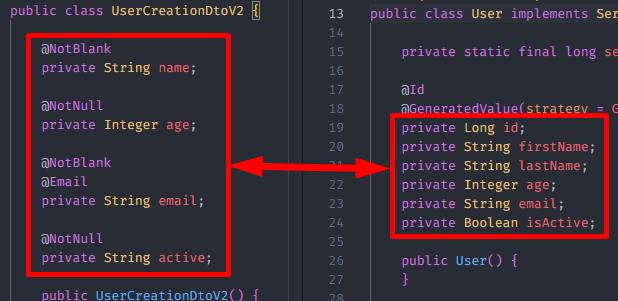 public class UserCreationDtoV2 {
@NotBlank
private String name;
@NotNull
private Integer age;
@NotBlank
@Email
private String email;
@NotNull
private String active;
public UserCreationDtoV2() {
13 public class User implements Ser
14
15 private static final long se
16
17 @Id
18 @GeneratedValue(strategy = G
19 private Long id;
20 private String firstName;
21 private String lastName;
22 private Integer age;
23 private String email;
24 private Boolean isActive;
25
26 public User() {
27 }
28